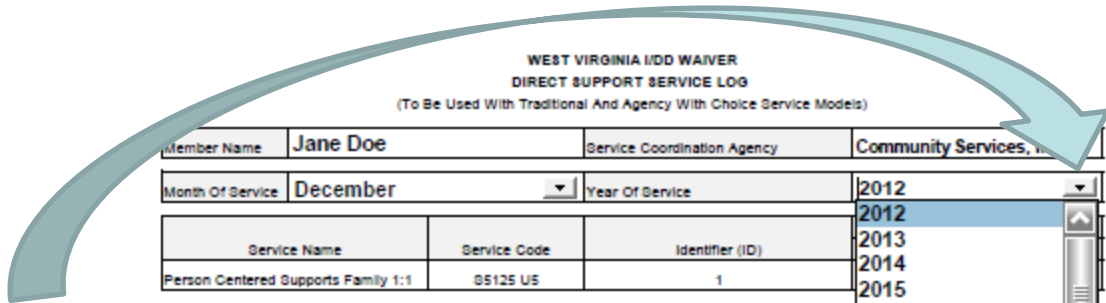 WEST VIRGINIA I/DD WAIVER
DIRECT SUPPORT SERVICE LOG
(To Be Used With Traditional And Agency With Choice Service Models)
Member Name Jane Doe Service Coordination Agency Community Services,
Month Of Service December Year Of Service 2012
2012
Service Name Service Code Identifier (ID) 2013
2014
Person Centered Supports Family 1:1 S5125 U5 1 2015